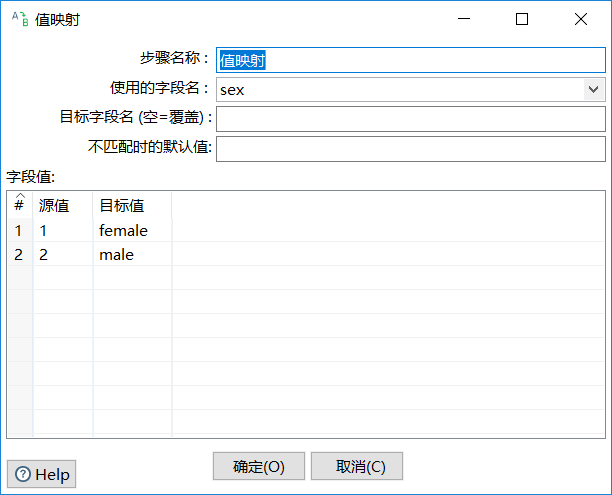 值映射
步骤名称 : 值映射
使用的字段名 : sex
目标字段名 (空=覆盖) :
不匹配时的默认值:
字段值:
# 源值 目标值
1 1 female
2 2 male
Help 确定(O) 取消(C)